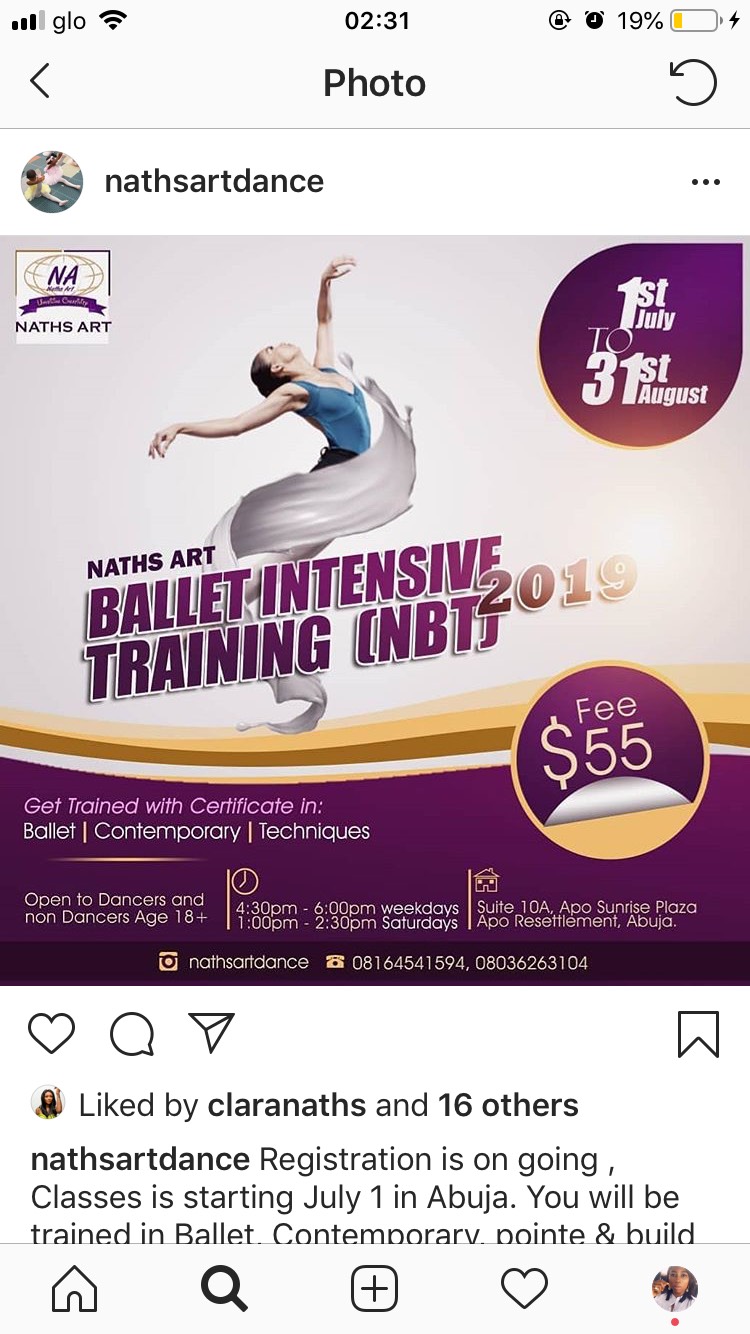 glo 02:31 19%
Photo
nathsartdance
NA
Naths Art
NATHS ART
1st
July
TO
31st
August
NATHS ART
BALLET INTENSIVE
TRAINING (NBT)
2019
Fee
$55
Get Trained with Certificate in:
Ballet | Contemporary | Techniques
Open to Dancers and
non Dancers Age 18+
4:30pm - 6:00pm weekdays
1:00pm - 2:30pm Saturdays
Suite 10A, Apo Sunrise Plaza
Apo Resettlement, Abuja.
nathsartdance 08164541594, 08036263104
Liked by claranaths and 16 others
nathsartdance Registration is on going ,
Classes is starting July 1 in Abuja. You will be
trained in Ballet, Contemporary, pointe & build